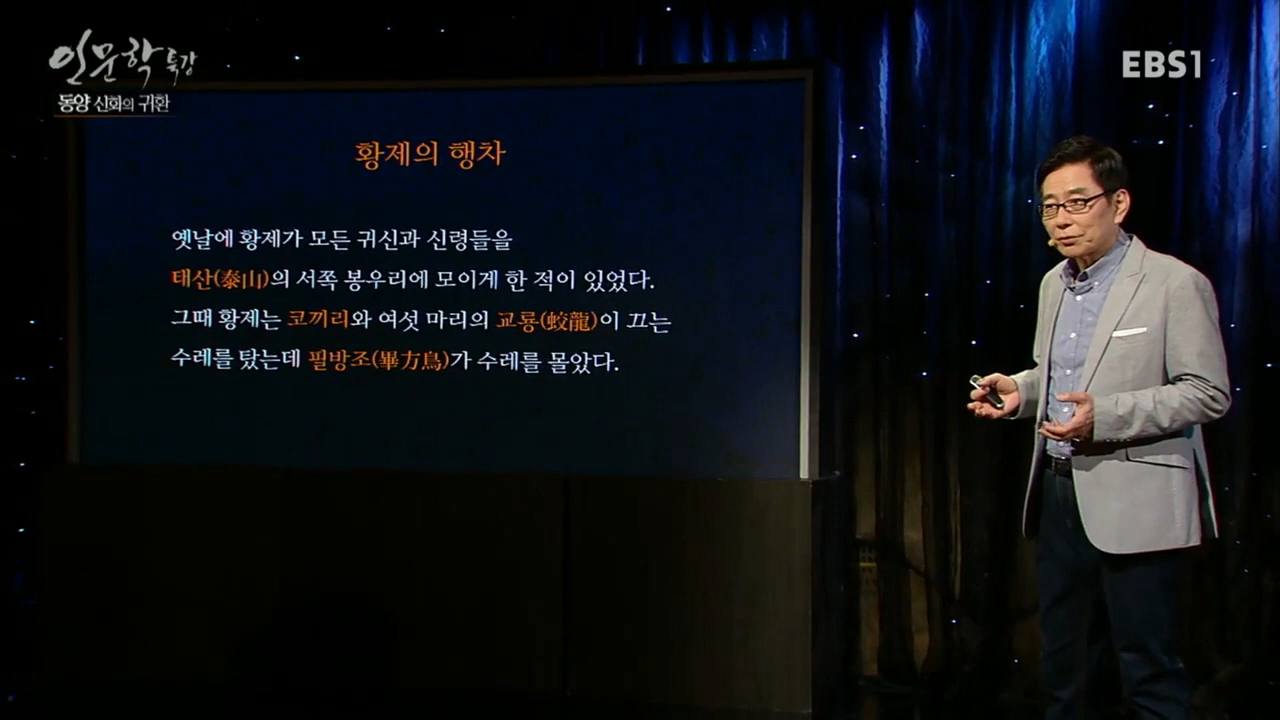 인문학 특강
동양 신화의 귀환
EBS1
황제의 행차
옛날에 황제가 모든 귀신과 신령들을
태산(泰山)의 서쪽 봉우리에 모이게 한 적이 있었다.
그때 황제는 코끼리와 여섯 마리의 교룡(蛟龍)이 끄는
수레를 탔는데 필방조(畢方鳥)가 수레를 몰았다.